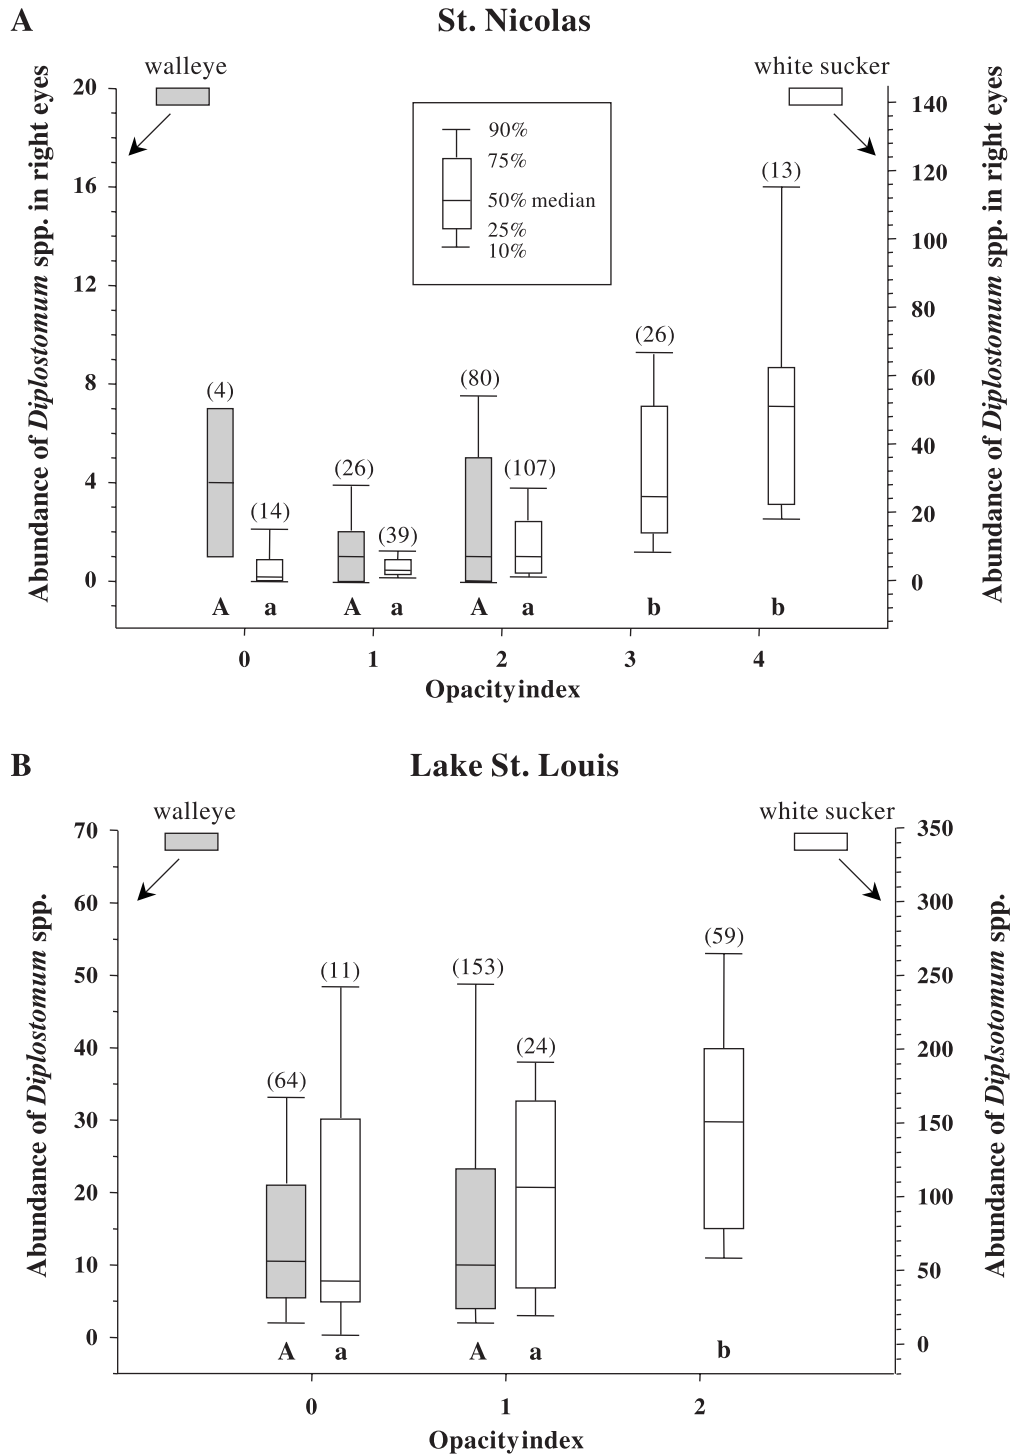 A
St. Nicolas
walleye
white sucker
Abundance of Diplostomum spp. in right eyes
20
16
12
8
4
0
90%
75%
50% median
25%
10%
140
120
100
80
60
40
20
0
Abundance of Diplostomum spp. in right eyes
(4)
(14)
(26)
(39)
(80)
(107)
(26)
(13)
A a A a A a b b
0 1 2 3 4
Opacityindex
B
Lake St. Louis
walleye
white sucker
Abundance of Diplostomum spp.
70
60
50
40
30
20
10
0
350
300
250
200
150
100
50
0
Abundance of Diplsotomum spp.
(64)
(11)
(153)
(24)
(59)
A a A a b
0 1 2
Opacityindex